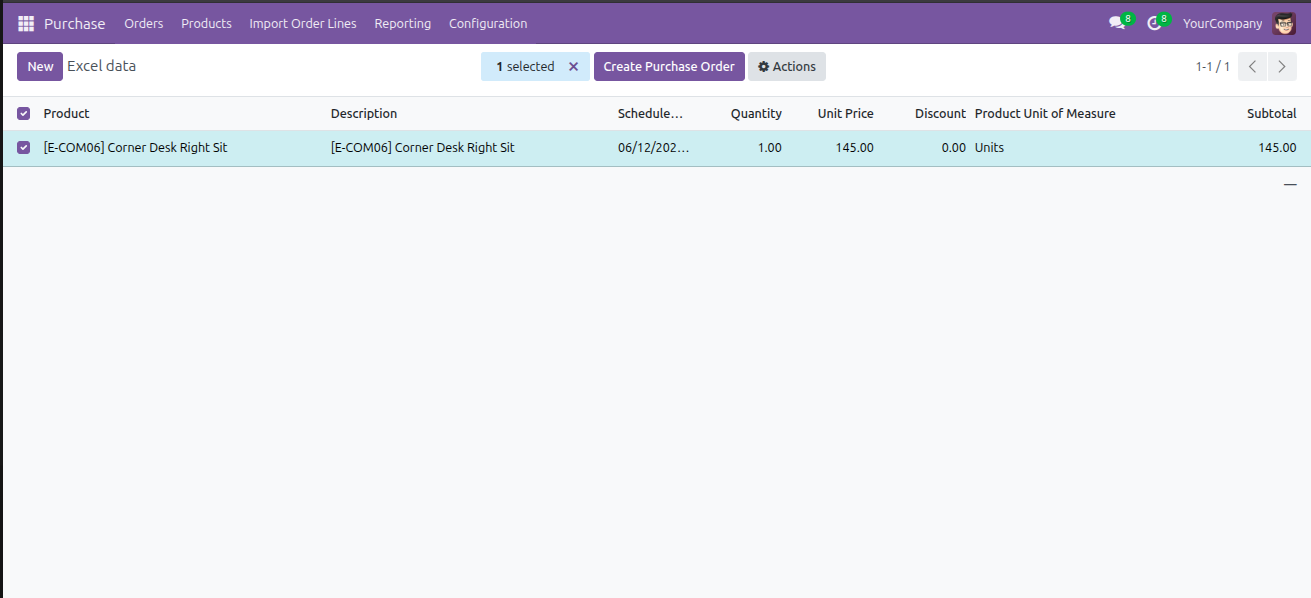 Purchase Orders Products Import Order Lines Reporting Configuration 8 8 YourCompany
New Excel data 1 selected Create Purchase Order Actions 1-1 / 1
Product Description Schedule... Quantity Unit Price Discount Product Unit of Measure Subtotal
[E-COM06] Corner Desk Right Sit [E-COM06] Corner Desk Right Sit 06/12/202... 1.00 145.00 0.00 Units 145.00
—